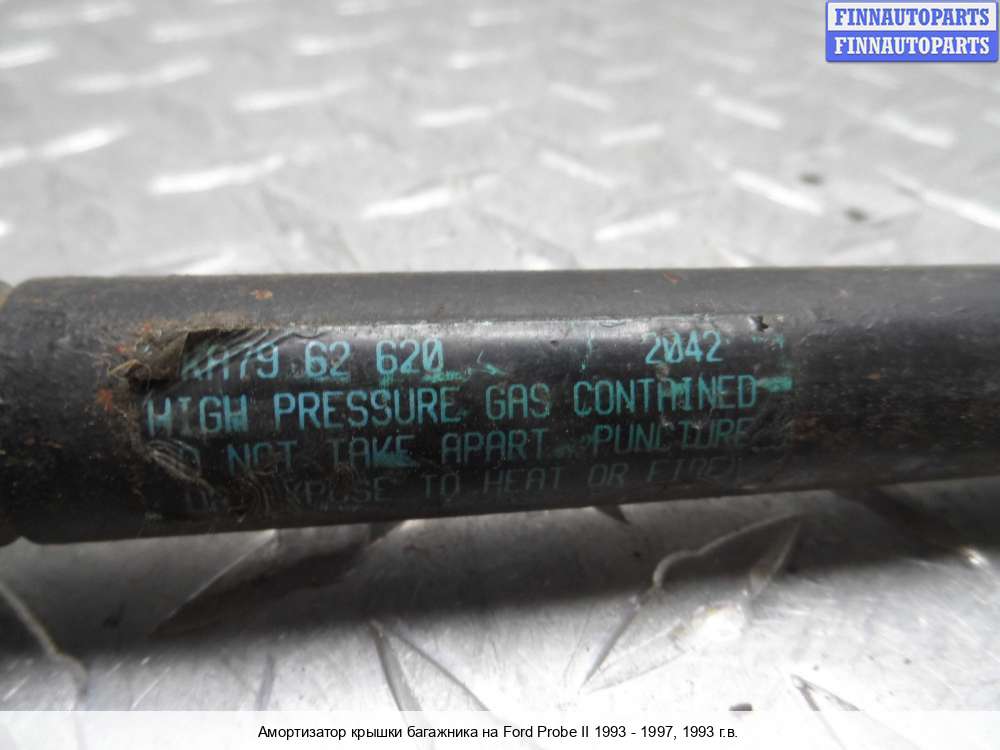 FINNAUTOPARTS
FINNAUTOPARTS
62 620 2042
HIGH PRESSURE GAS CONTAINED
NOT TAKE APART PUNCTURE
TO HEAT OR
Амортизатор крышки багажника на Ford Probe II 1993 - 1997, 1993 г.в.